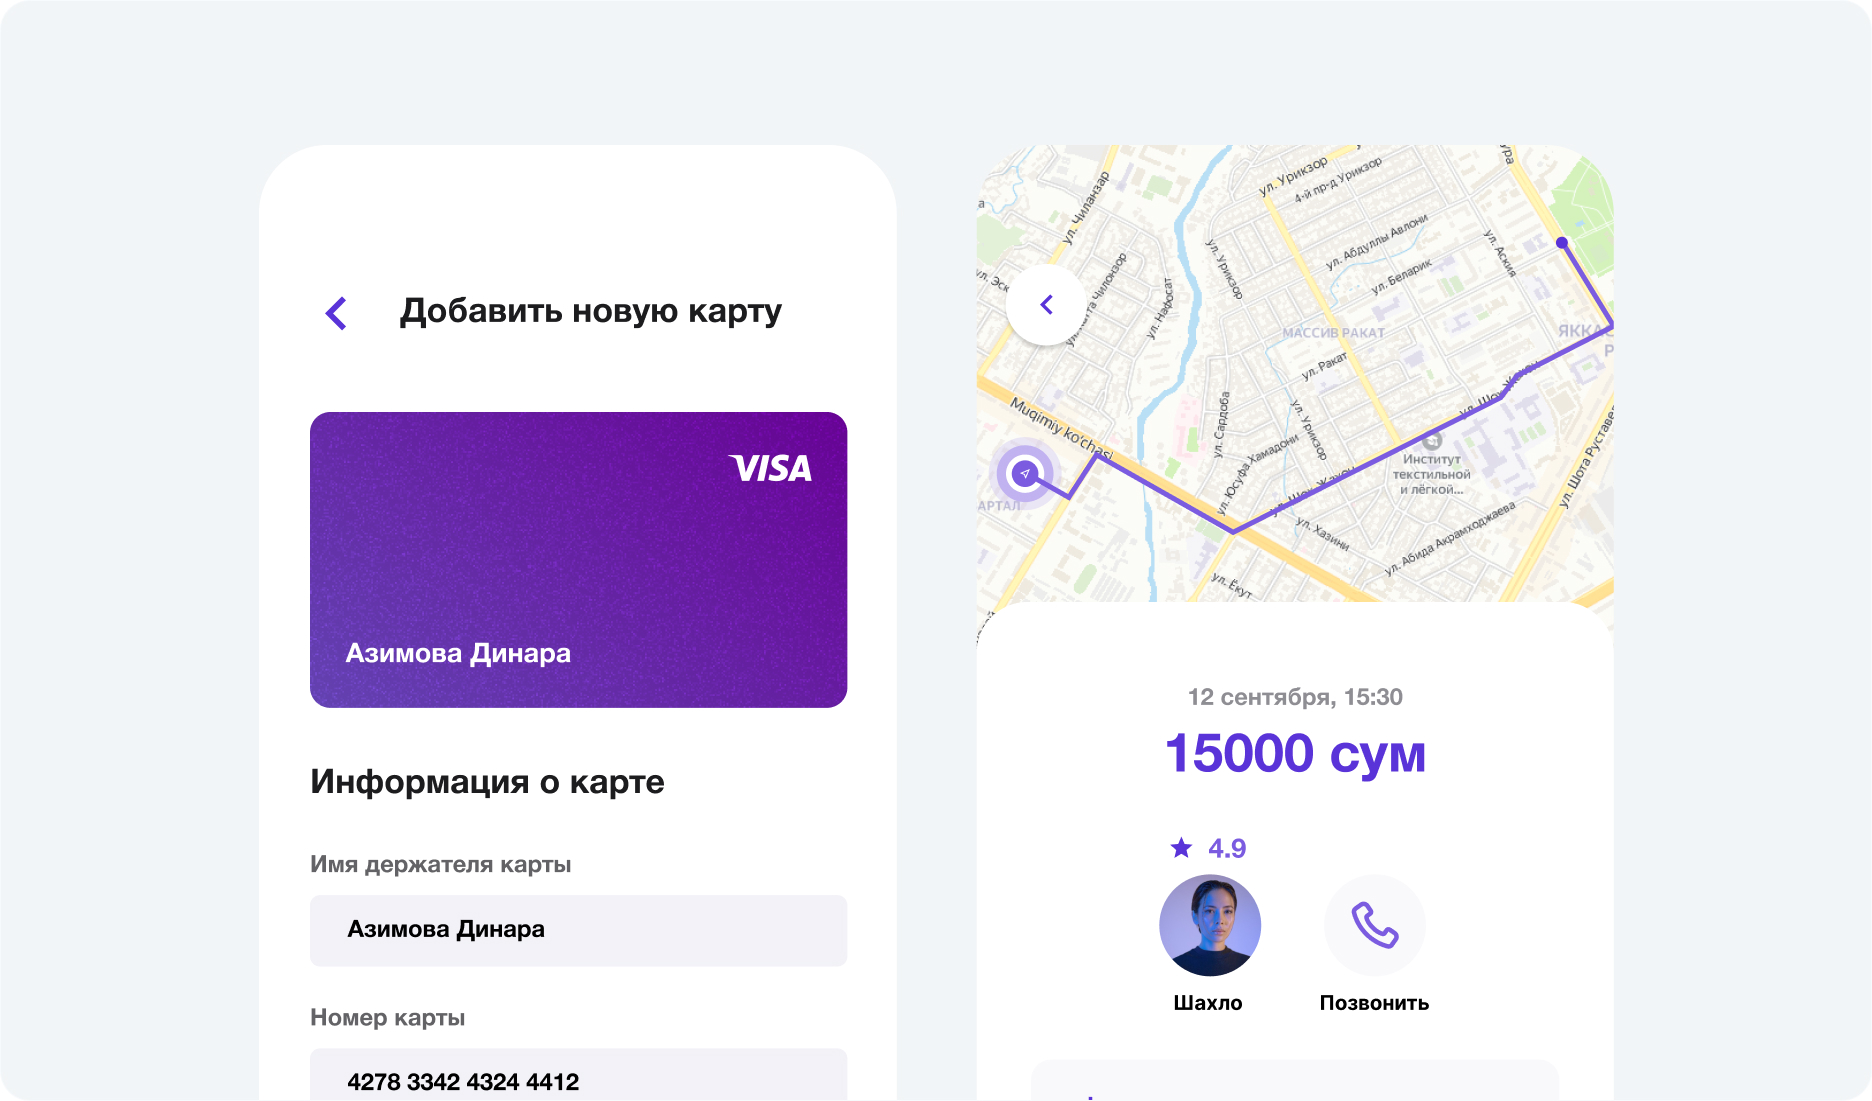 Добавить новую карту
VISA
Азимова Динара
Информация о карте
Имя держателя карты
Азимова Динара
Номер карты
4278 3342 4324 4412
ул. Урикзор
4-й пр-д Урикзор
ул. Чиланзар
ул. Абдуллы Авлони
ул. Аския
ул. Беларик
ул. Урикзор
ул. Нафосат
МАССИВ РАКАТ
ул. Ракат
Muqimiy ko'chasi
ул. Сардоба
ул. Урикзор
ул. Юсуфа Хамадони
Институт
текстильной
и лёгкой...
ул. Шота Руставе
АРТАЛ
ул. Хазини
ул. Абида Акрамходжаева
ул. Ёкут
12 сентября, 15:30
15000 сум
4.9
Шахло
Позвонить